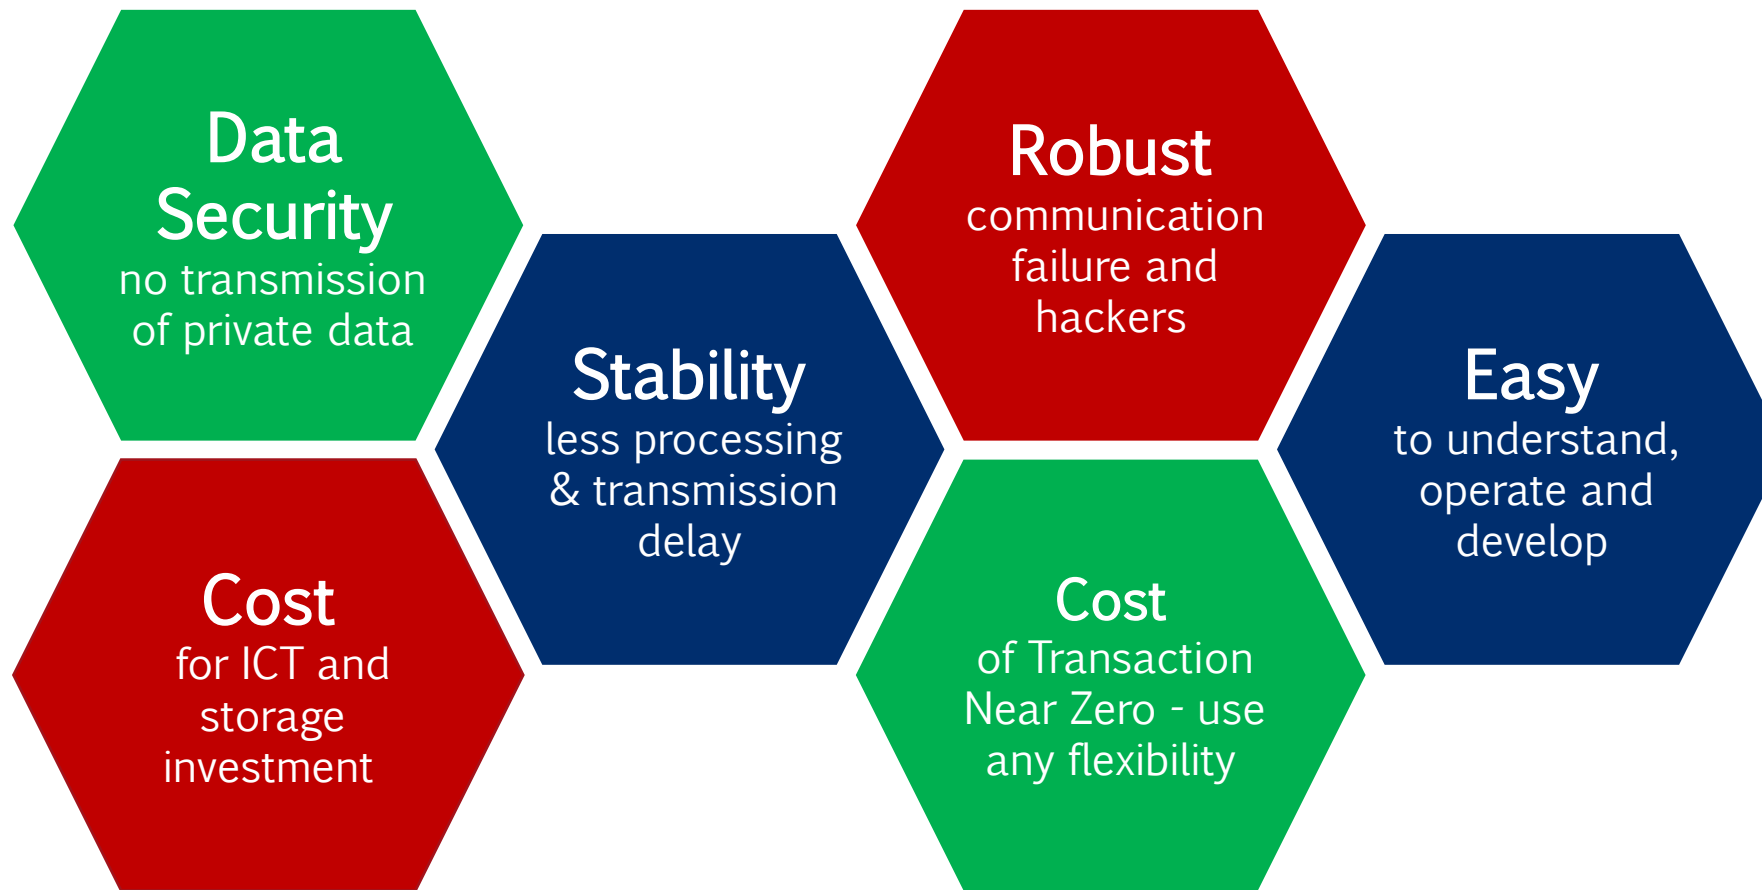 Data
Security
no transmission
of private data
Cost
for ICT and
storage
investment
Stability
less processing
& transmission
delay
Robust
communication
failure and
hackers
Cost
of Transaction
Near Zero - use
any flexibility
Easy
to understand,
operate and
develop